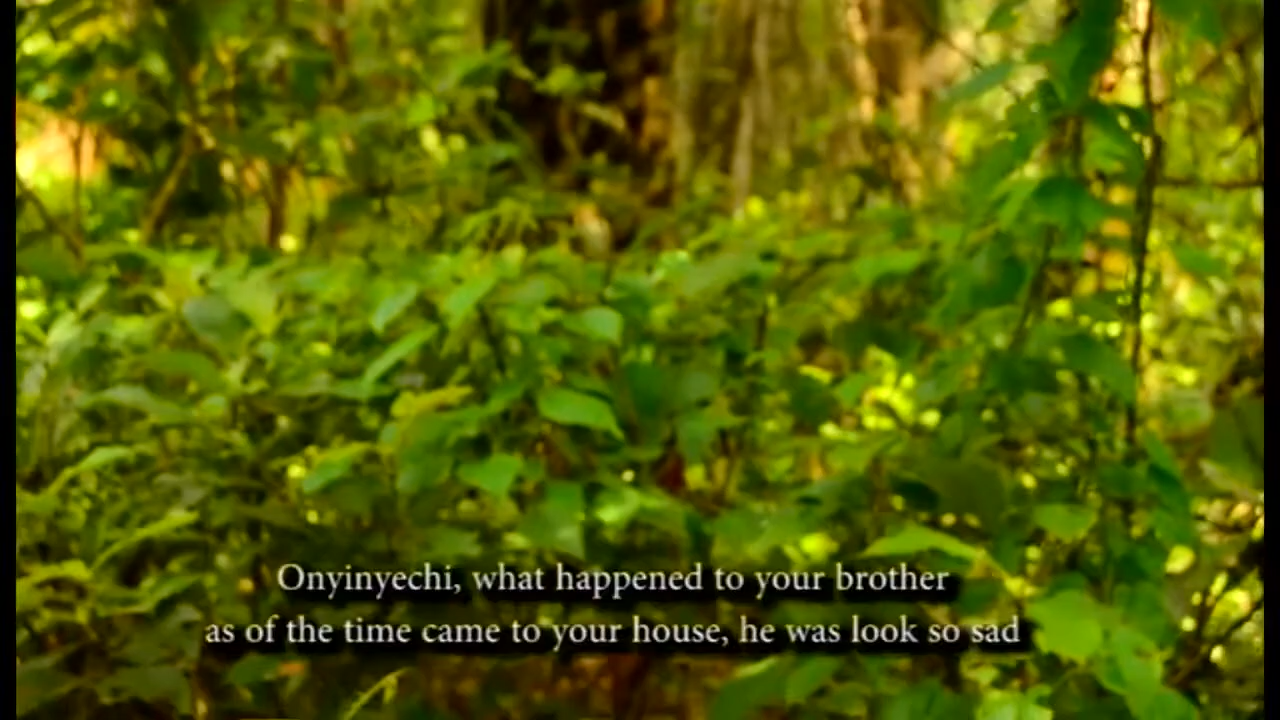 Onyinyechi, what happened to your brother
as of the time came to your house, he was look so sad